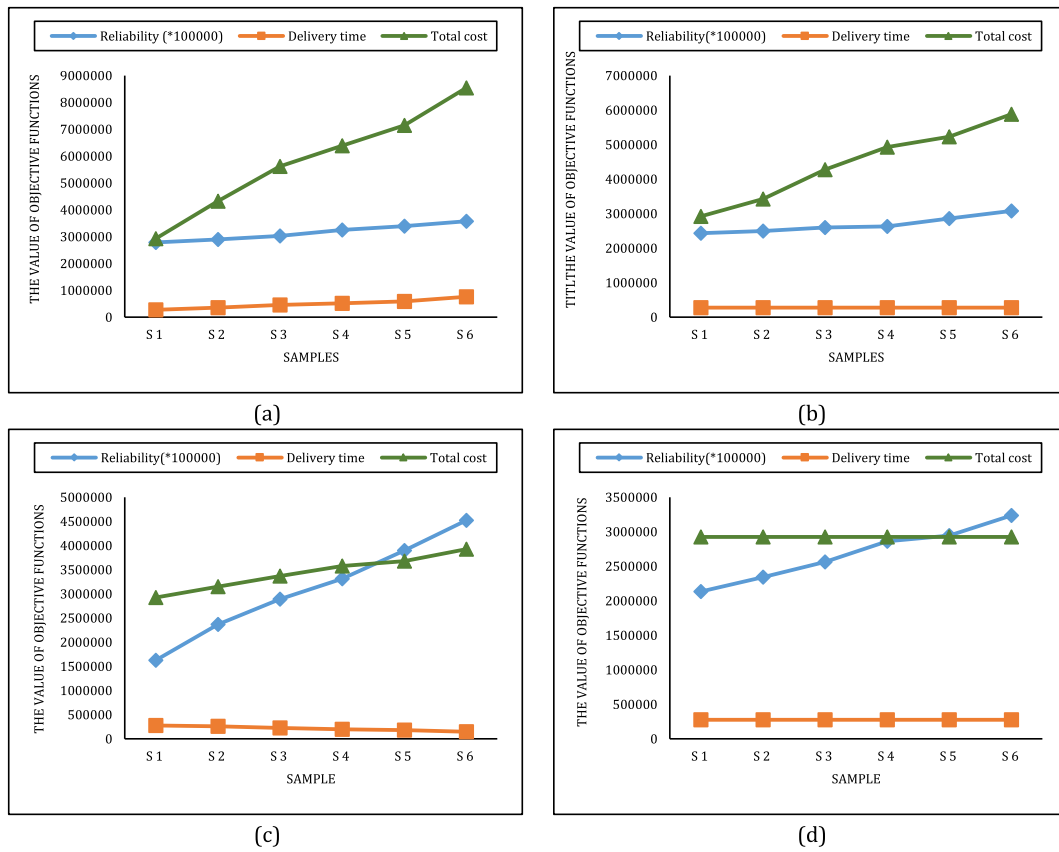 Reliability (*100000) Delivery time Total cost
9000000
8000000
7000000
6000000
5000000
4000000
3000000
2000000
1000000
0
THE VALUE OF OBJECTIVE FUNCTIONS
S 1 S 2 S 3 S 4 S 5 S 6
SAMPLES
(a)
Reliability(*100000) Delivery time Total cost
7000000
6000000
5000000
4000000
3000000
2000000
1000000
0
TITLTHE VALUE OF OBJECTIVE FUNCTIONS
S 1 S 2 S 3 S 4 S 5 S 6
SAMPLES
(b)
Reliability(*100000) Delivery time Total cost
5000000
4500000
4000000
3500000
3000000
2500000
2000000
1500000
1000000
500000
0
THE VALUE OF OBJECTIVE FUNCTIONS
S 1 S 2 S 3 S 4 S 5 S 6
SAMPLE
(c)
Reliability(*100000) Delivery time Total cost
3500000
3000000
2500000
2000000
1500000
1000000
500000
0
THE VALUE OF OBJECTIVE FUNCTIONS
S 1 S 2 S 3 S 4 S 5 S 6
SAMPLE
(d)